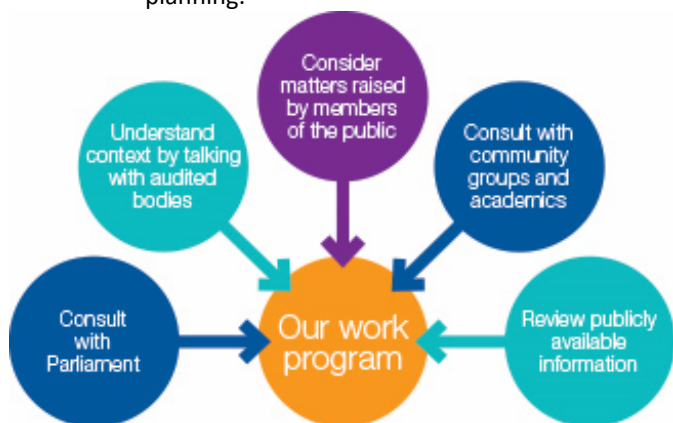 planning.
Consider
matters raised
by members
of the public
Understand
context by talking
with audited
bodies
Consult with
community
groups and
academics
Consult
with
Parliament
Our work
program
Review publicly
available
information